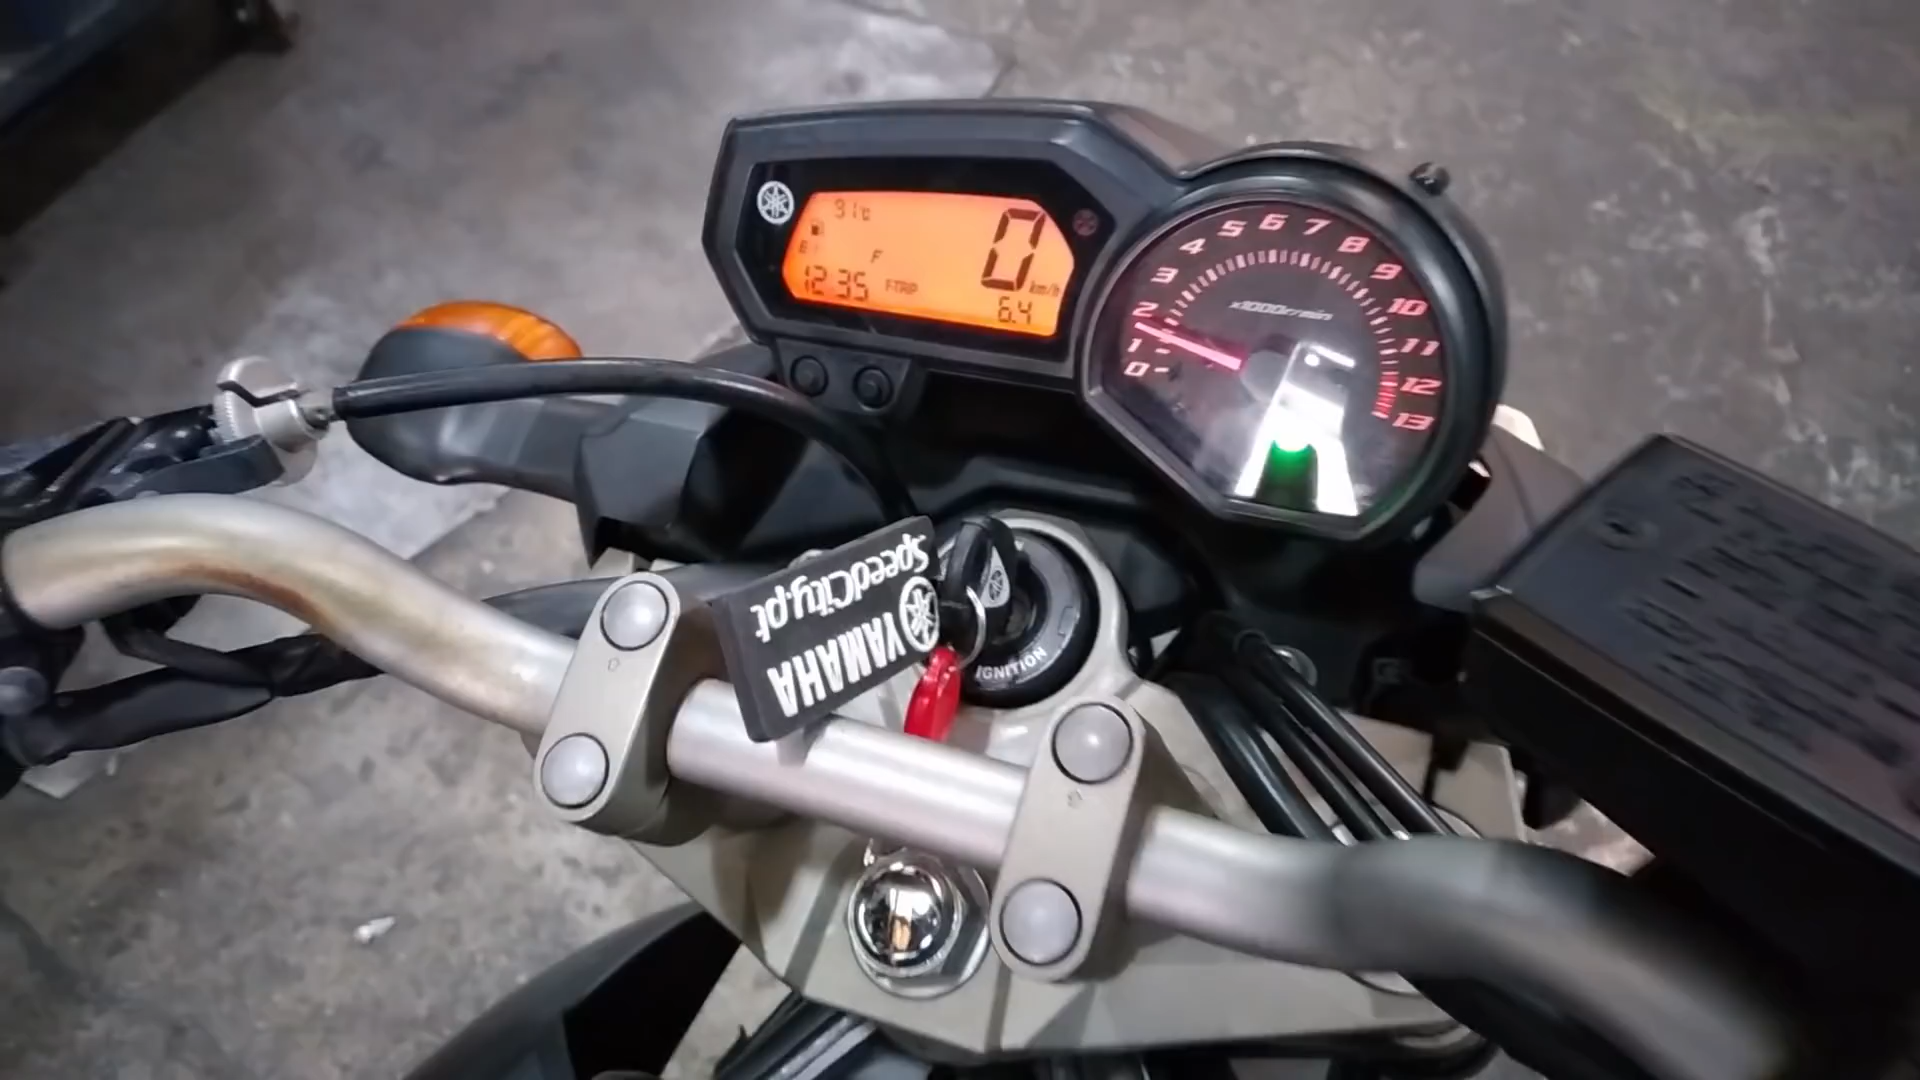 91°C
0
E
F
km/h
12:35
F-TRIP
6.4
0
1
2
3
4
5
6
7
8
9
10
11
12
13
x1000r/min
SpeedCity.pt
YAMAHA
IGNITION